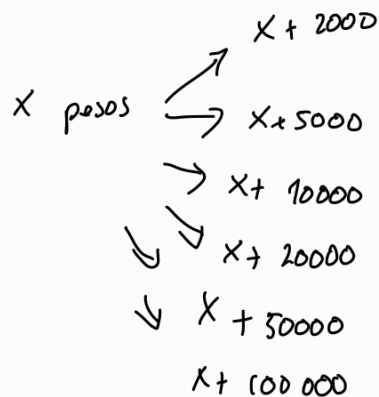 X + 2000
X pesos
X + 5000
X + 10000
X + 20000
X + 50000
X + 100 000